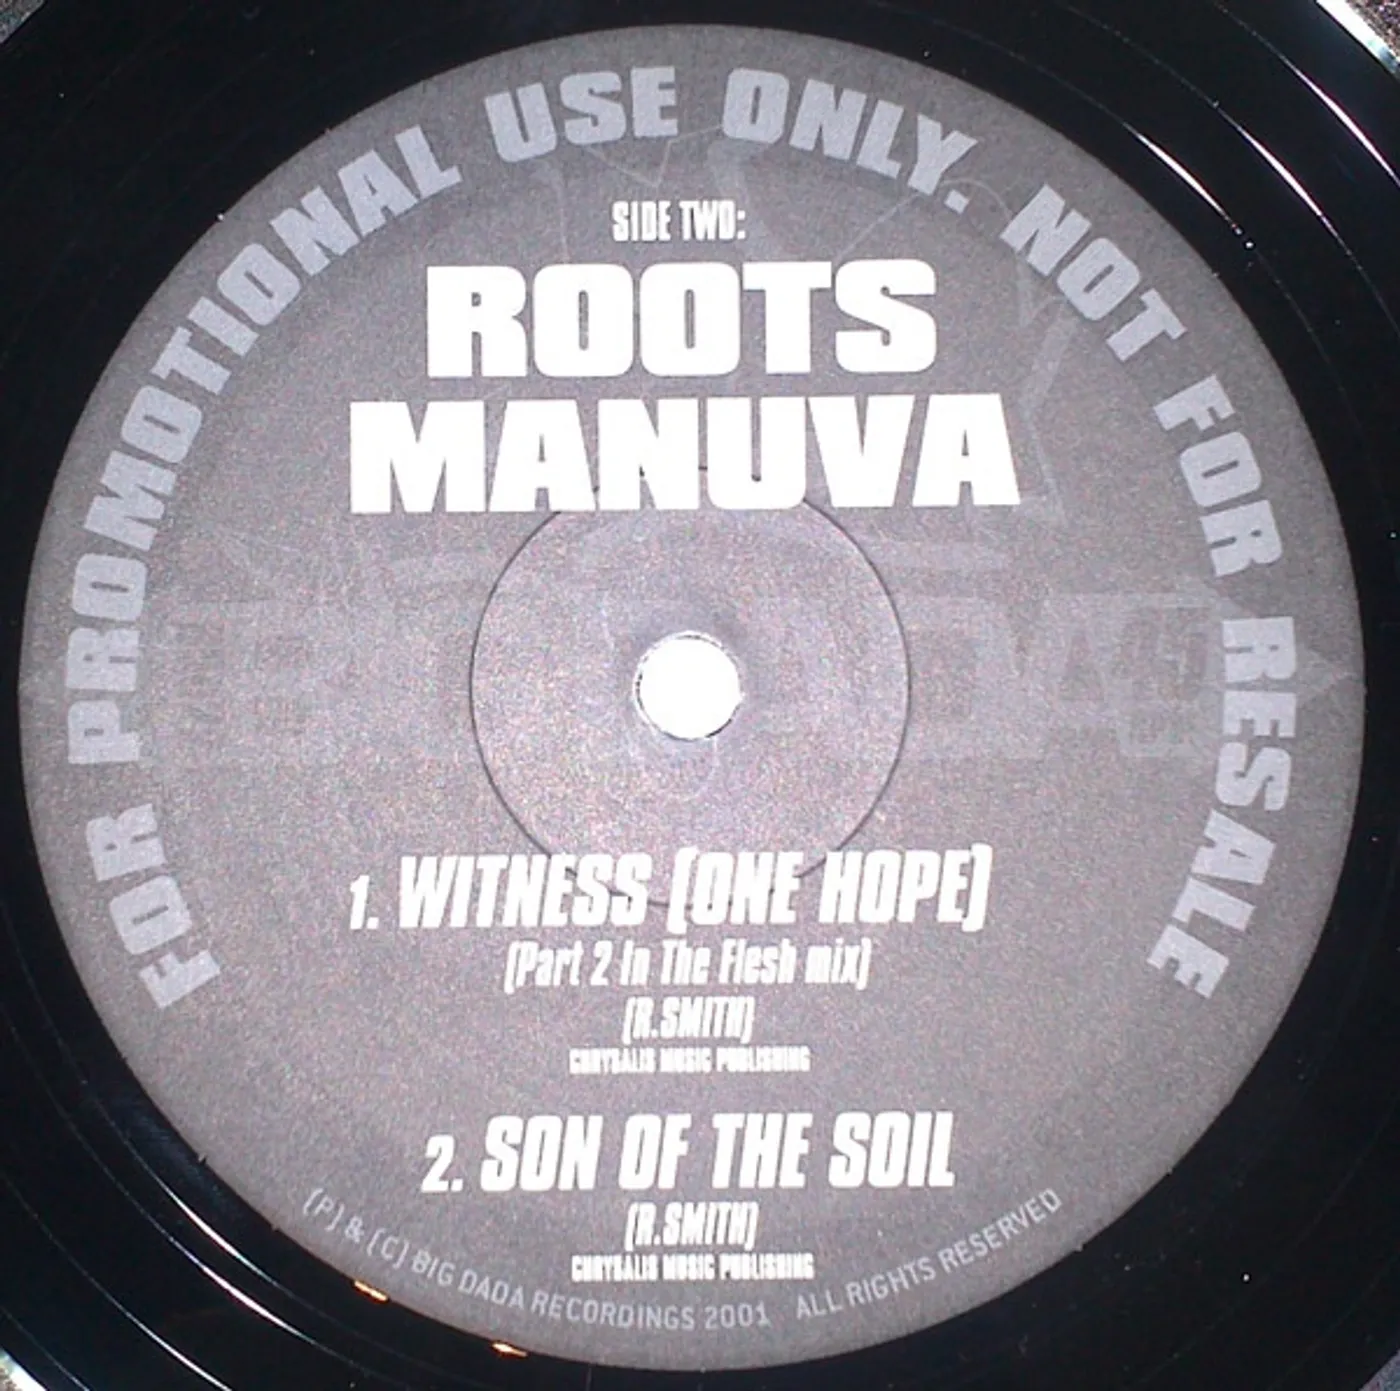 FOR PROMOTIONAL USE ONLY. NOT FOR RESALE
SIDE TWO:
ROOTS
MANUVA
1. WITNESS (ONE HOPE)
(Part 2 In The Flesh mix)
(R.SMITH)
CHRYSALIS MUSIC PUBLISHING
2. SON OF THE SOIL
(R.SMITH)
CHRYSALIS MUSIC PUBLISHING
(P) & (C) BIG DADA RECORDINGS 2001 ALL RIGHTS RESERVED